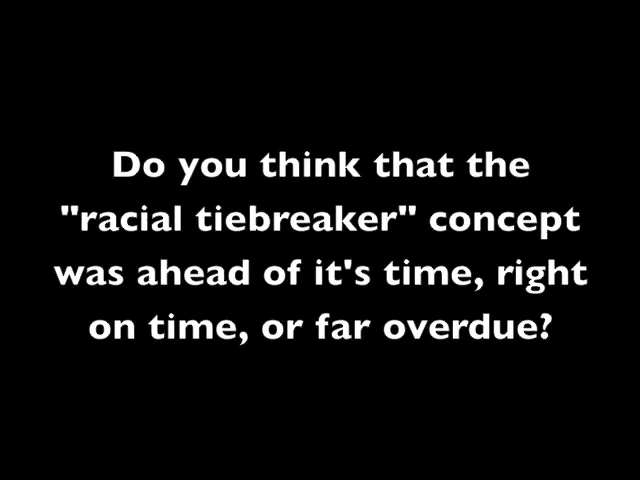 Do you think that the
"racial tiebreaker" concept
was ahead of it's time, right
on time, or far overdue?